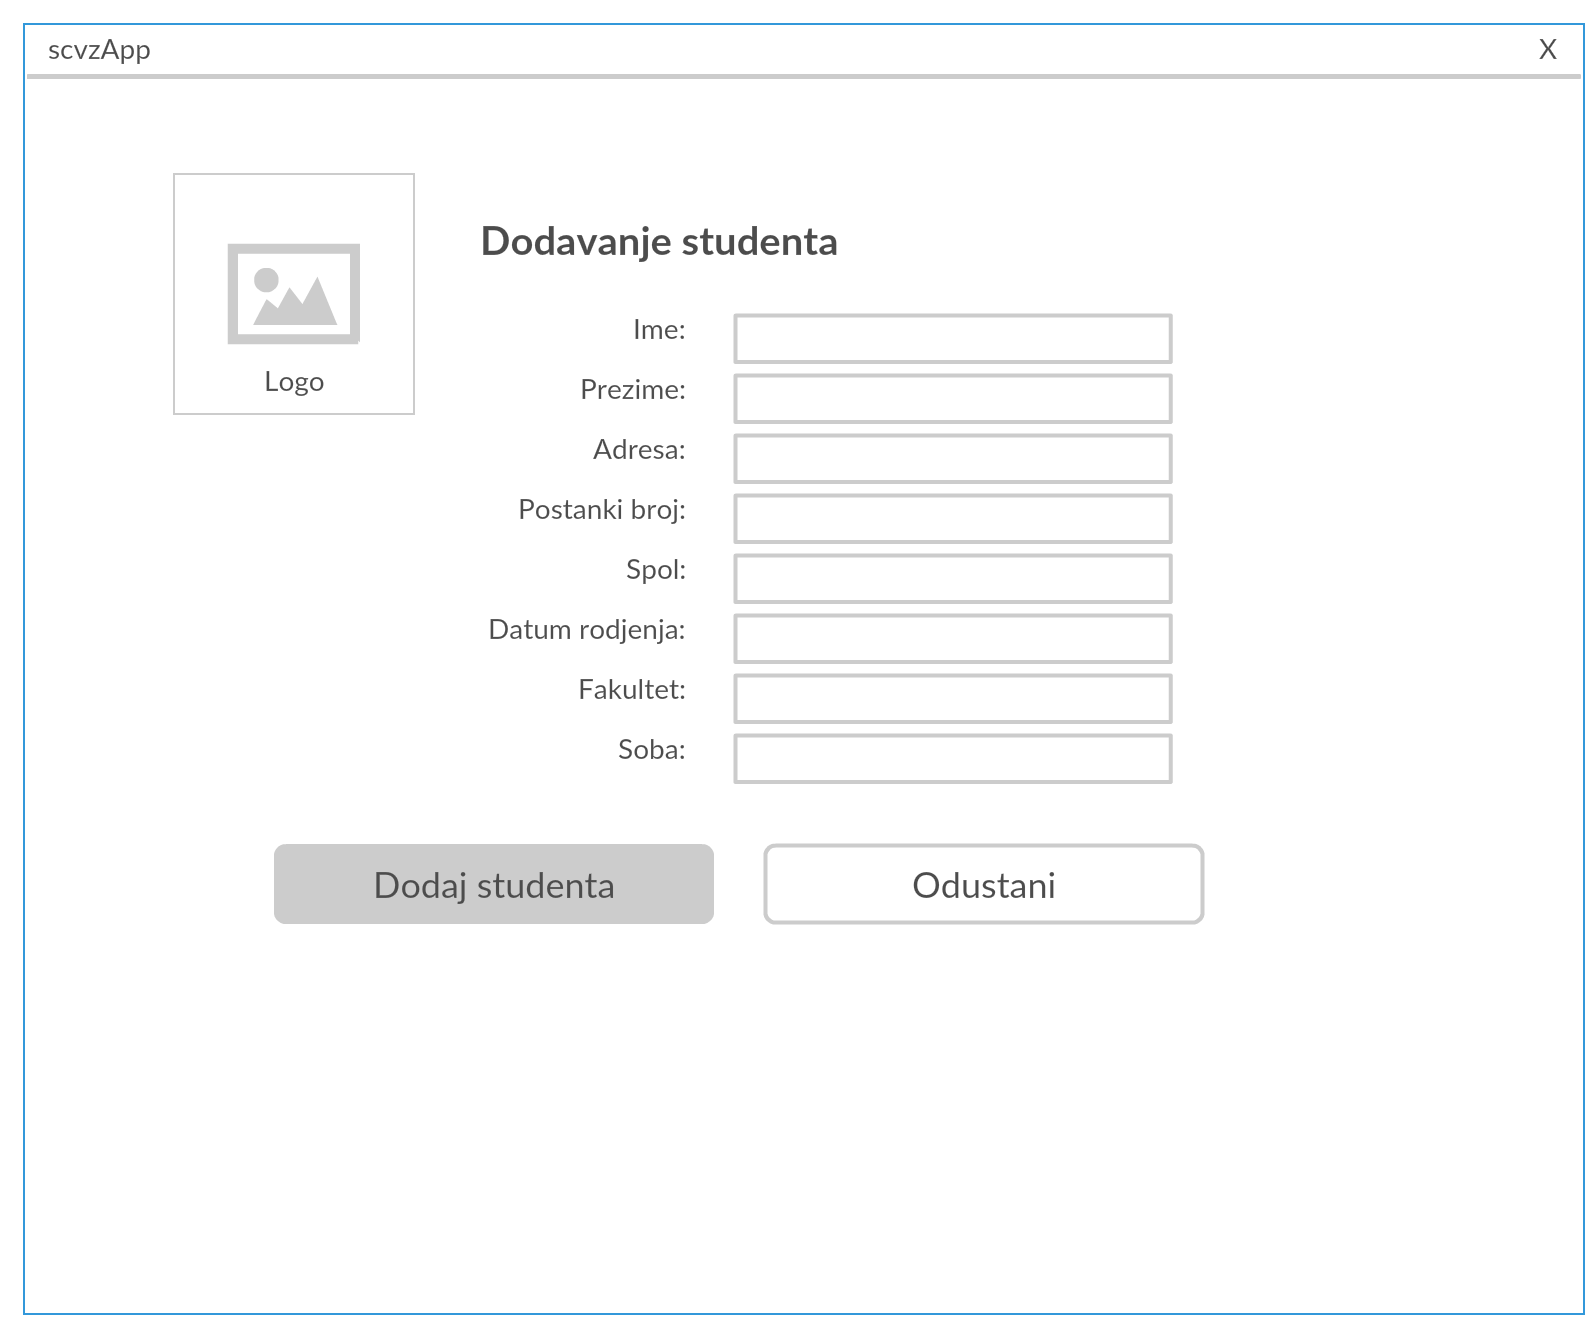 scvzApp
X
Logo
Dodavanje studenta
Ime:
Prezime:
Adresa:
Postanki broj:
Spol:
Datum rodjenja:
Fakultet:
Soba:
Dodaj studenta
Odustani